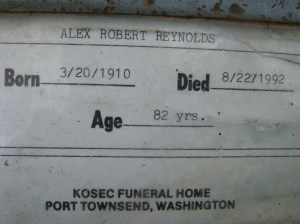 ALEX ROBERT REYNOLDS
Born 3/20/1910 Died 8/22/1992
Age 82 yrs.
KOSEC FUNERAL HOME
PORT TOWNSEND, WASHINGTON